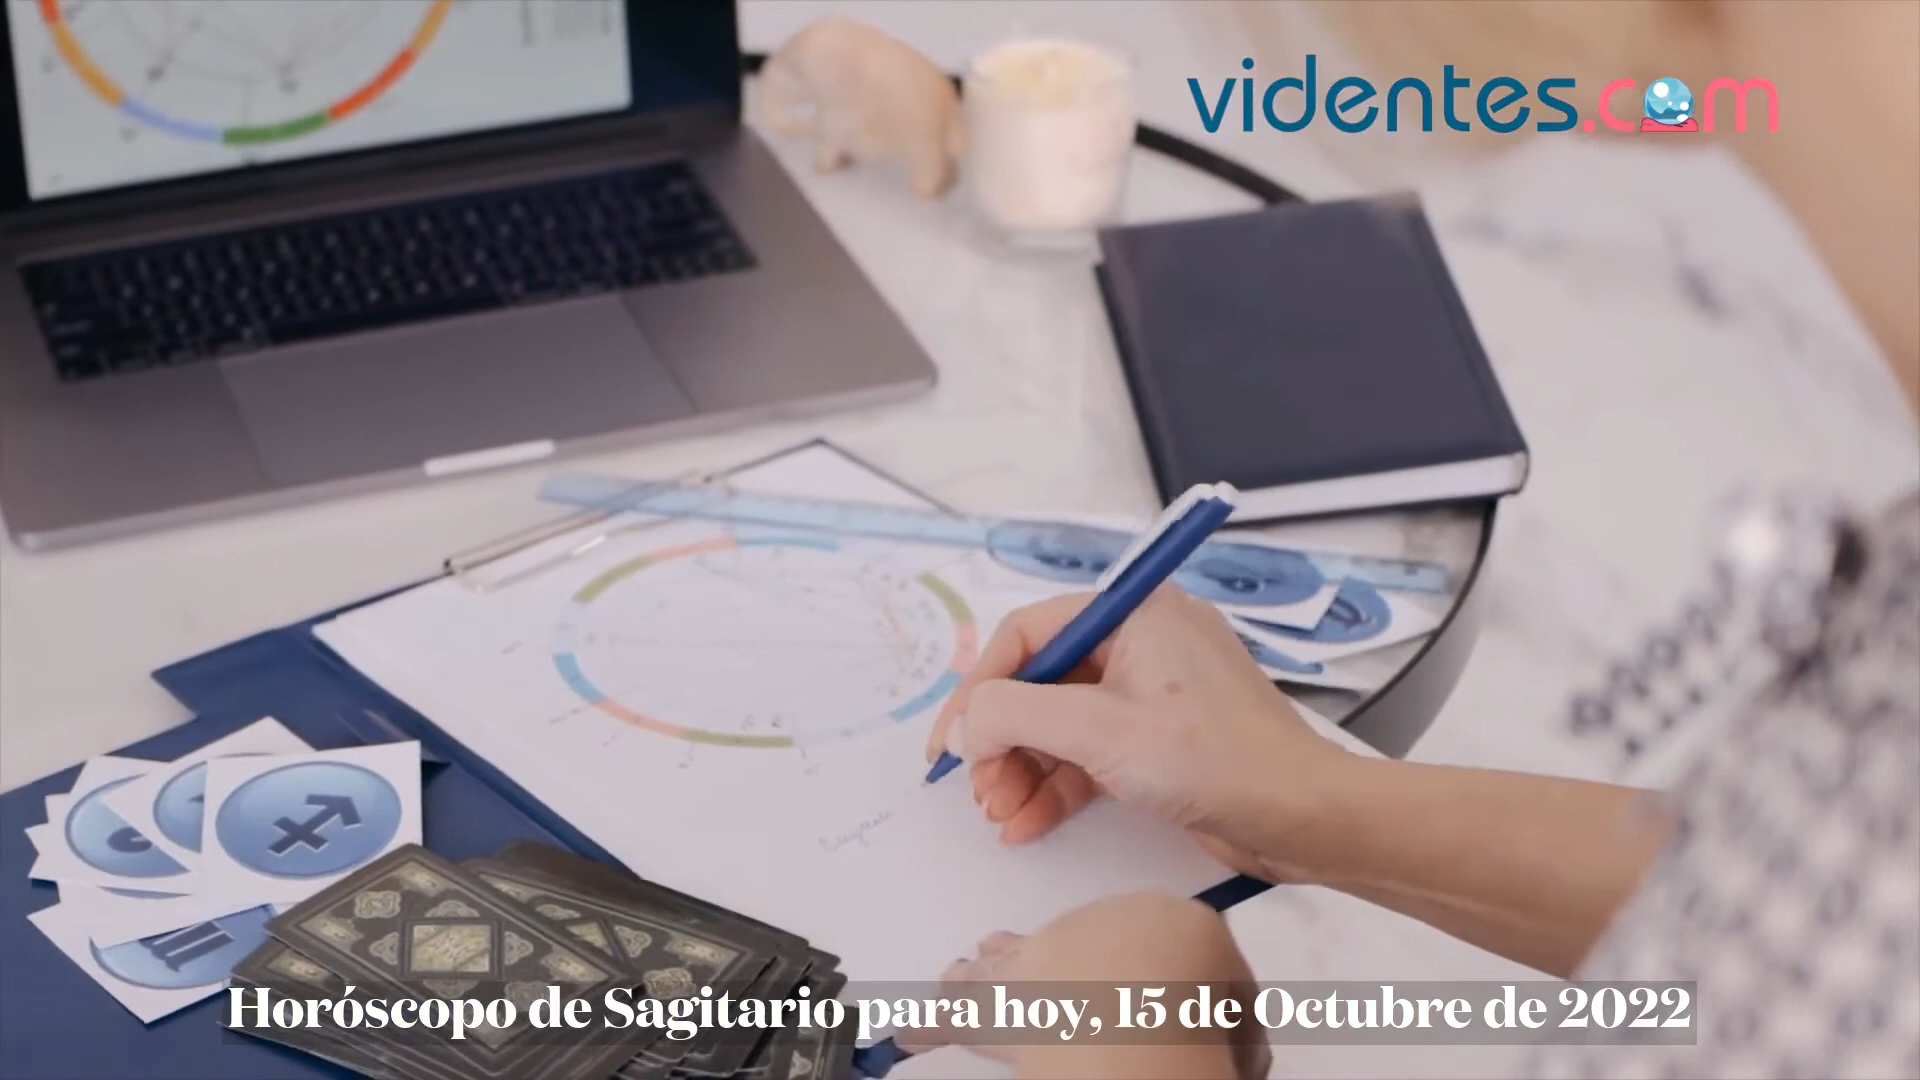 videntes.com
Horóscopo de Sagitario para hoy, 15 de Octubre de 2022